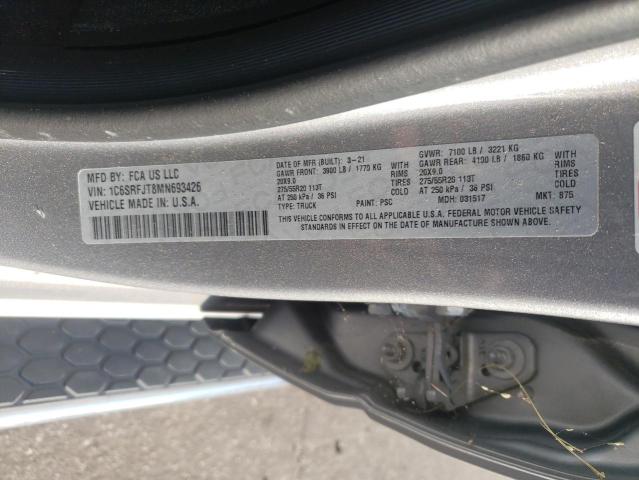 MFD BY: FCA US LLC
VIN: 1C6SRFJT8MN693426
VEHICLE MADE IN: U.S.A.
DATE OF MFR (BUILT): 3-21
GAWR FRONT: 3900 LB / 1770 KG
20X9.0
275/55R20 113T
AT 250 kPa / 36 PSI
TYPE: TRUCK
PAINT: PSC
WITH
RIMS
TIRES
COLD
GVWR: 7100 LB / 3221 KG
GAWR REAR: 4100 LB / 1860 KG
20X9.0
275/55R20 113T
AT 250 kPa / 36 PSI
MDH: 031517
WITH
RIMS
TIRES
COLD
MKT: 875
THIS VEHICLE CONFORMS TO ALL APPLICABLE U.S.A. FEDERAL MOTOR VEHICLE SAFETY
STANDARDS IN EFFECT ON THE DATE OF MANUFACTURE SHOWN ABOVE.